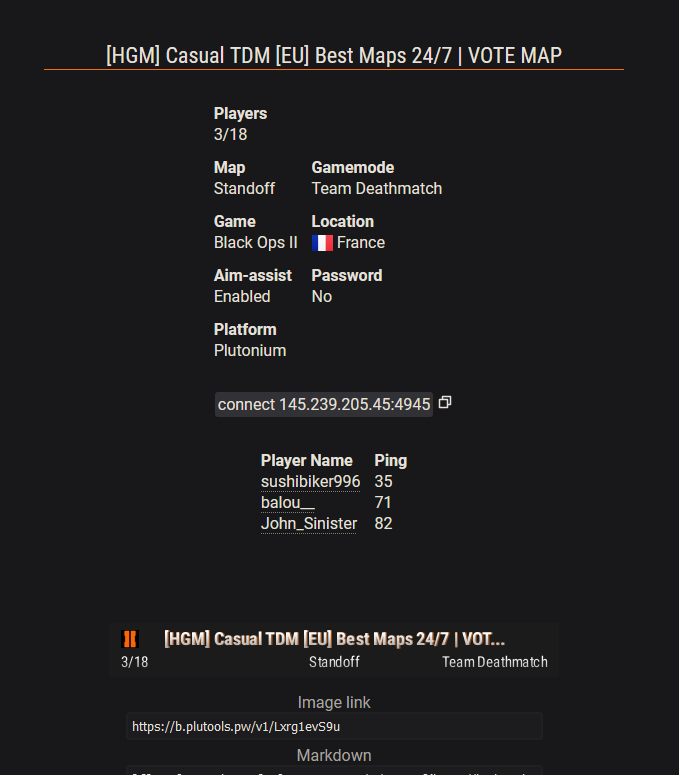 [HGM] Casual TDM [EU] Best Maps 24/7 | VOTE MAP
Players
3/18
Map Gamemode
Standoff Team Deathmatch
Game Location
Black Ops II France
Aim-assist Password
Enabled No
Platform
Plutonium
connect 145.239.205.45:4945
Player Name Ping
sushibiker996 35
balou__ 71
John_Sinister 82
[HGM] Casual TDM [EU] Best Maps 24/7 | VOT...
3/18 Standoff Team Deathmatch
Image link
https://b.plutools.pw/v1/Lxrg1evS9u
Markdown